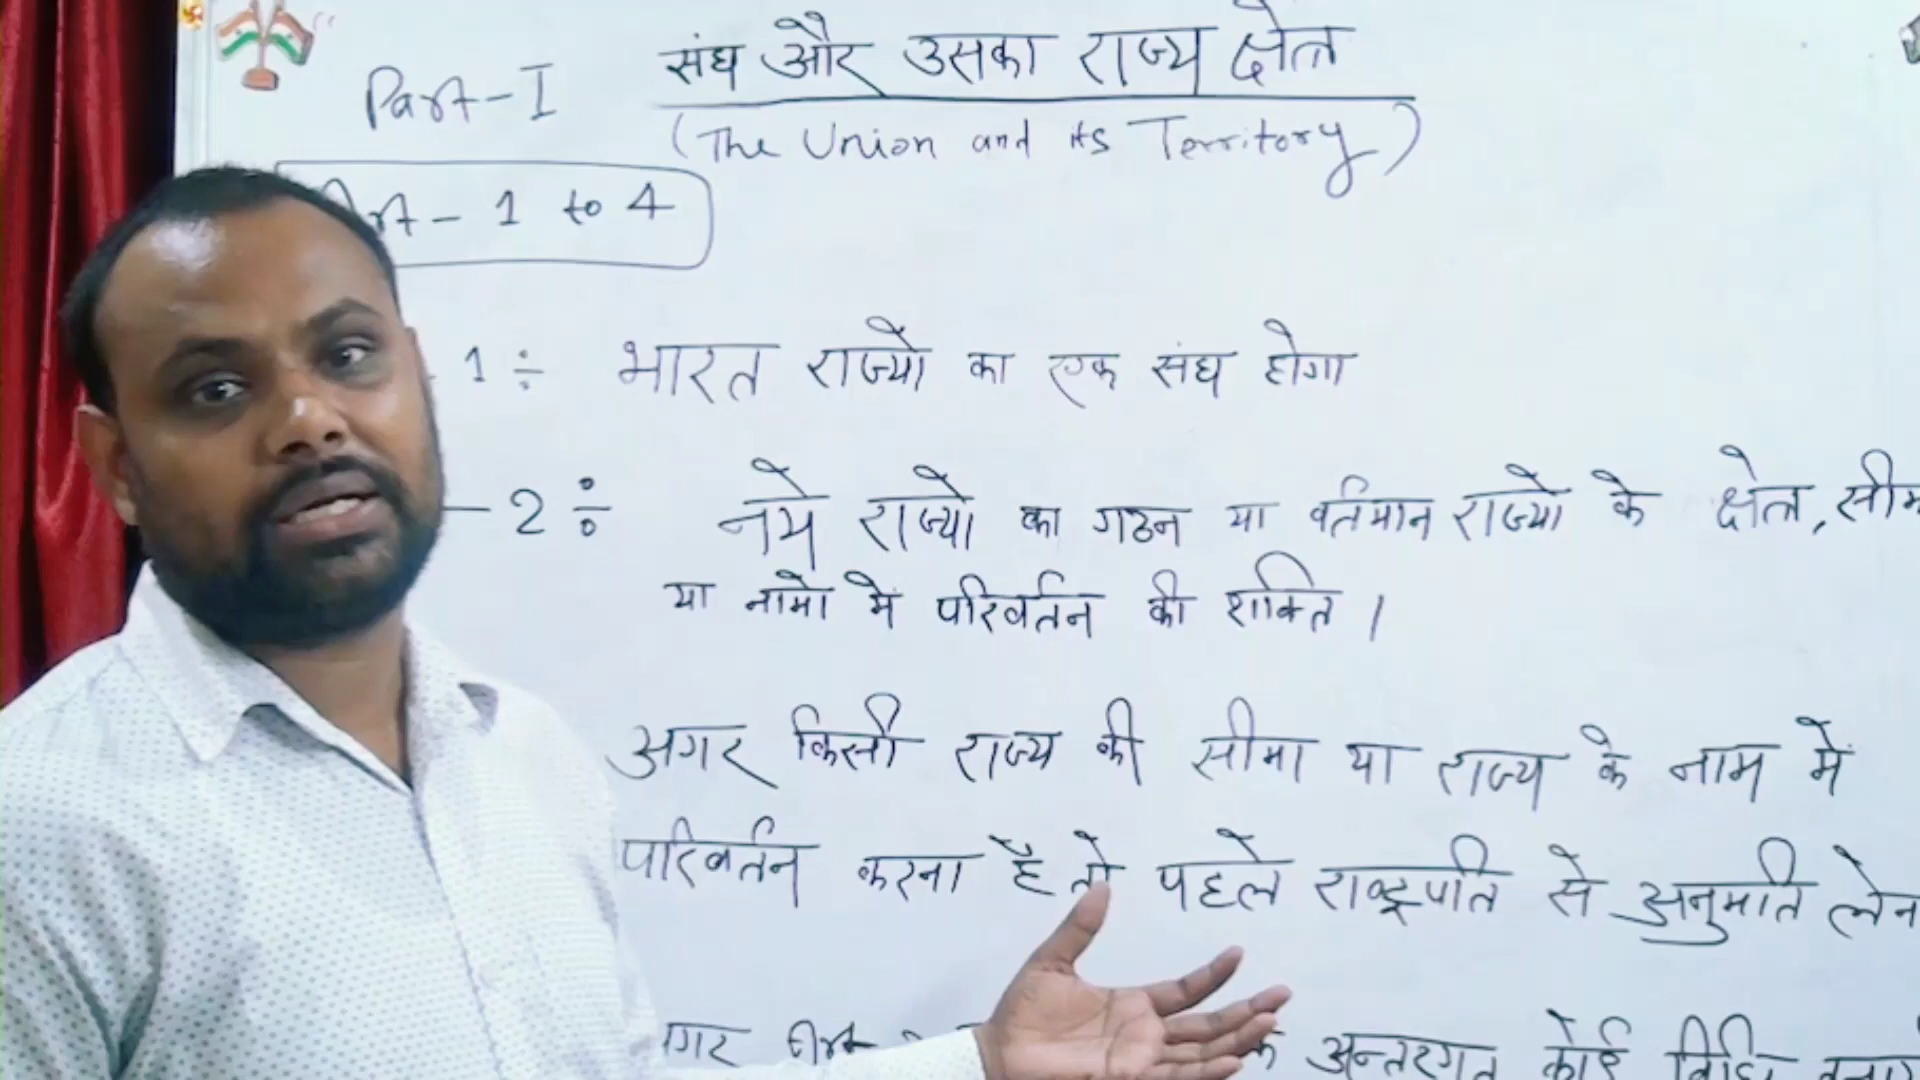 संघ और उसका राज्य क्षेत्र
Part-I
(The Union and its Territory)
Art - 1 to 4
1 ÷ भारत राज्यो का एक संघ होगा
- 2 ÷ नये राज्यो का गठन या वर्तमान राज्यो के क्षेत्र,
या नामो मे परिवर्तन की शक्ति ।
अगर किसी राज्य की सीमा या राज्य के नाम में
परिवर्तन करना है तो पहले राष्ट्रपति से अनुमति
अन्तरगत कोई विधि